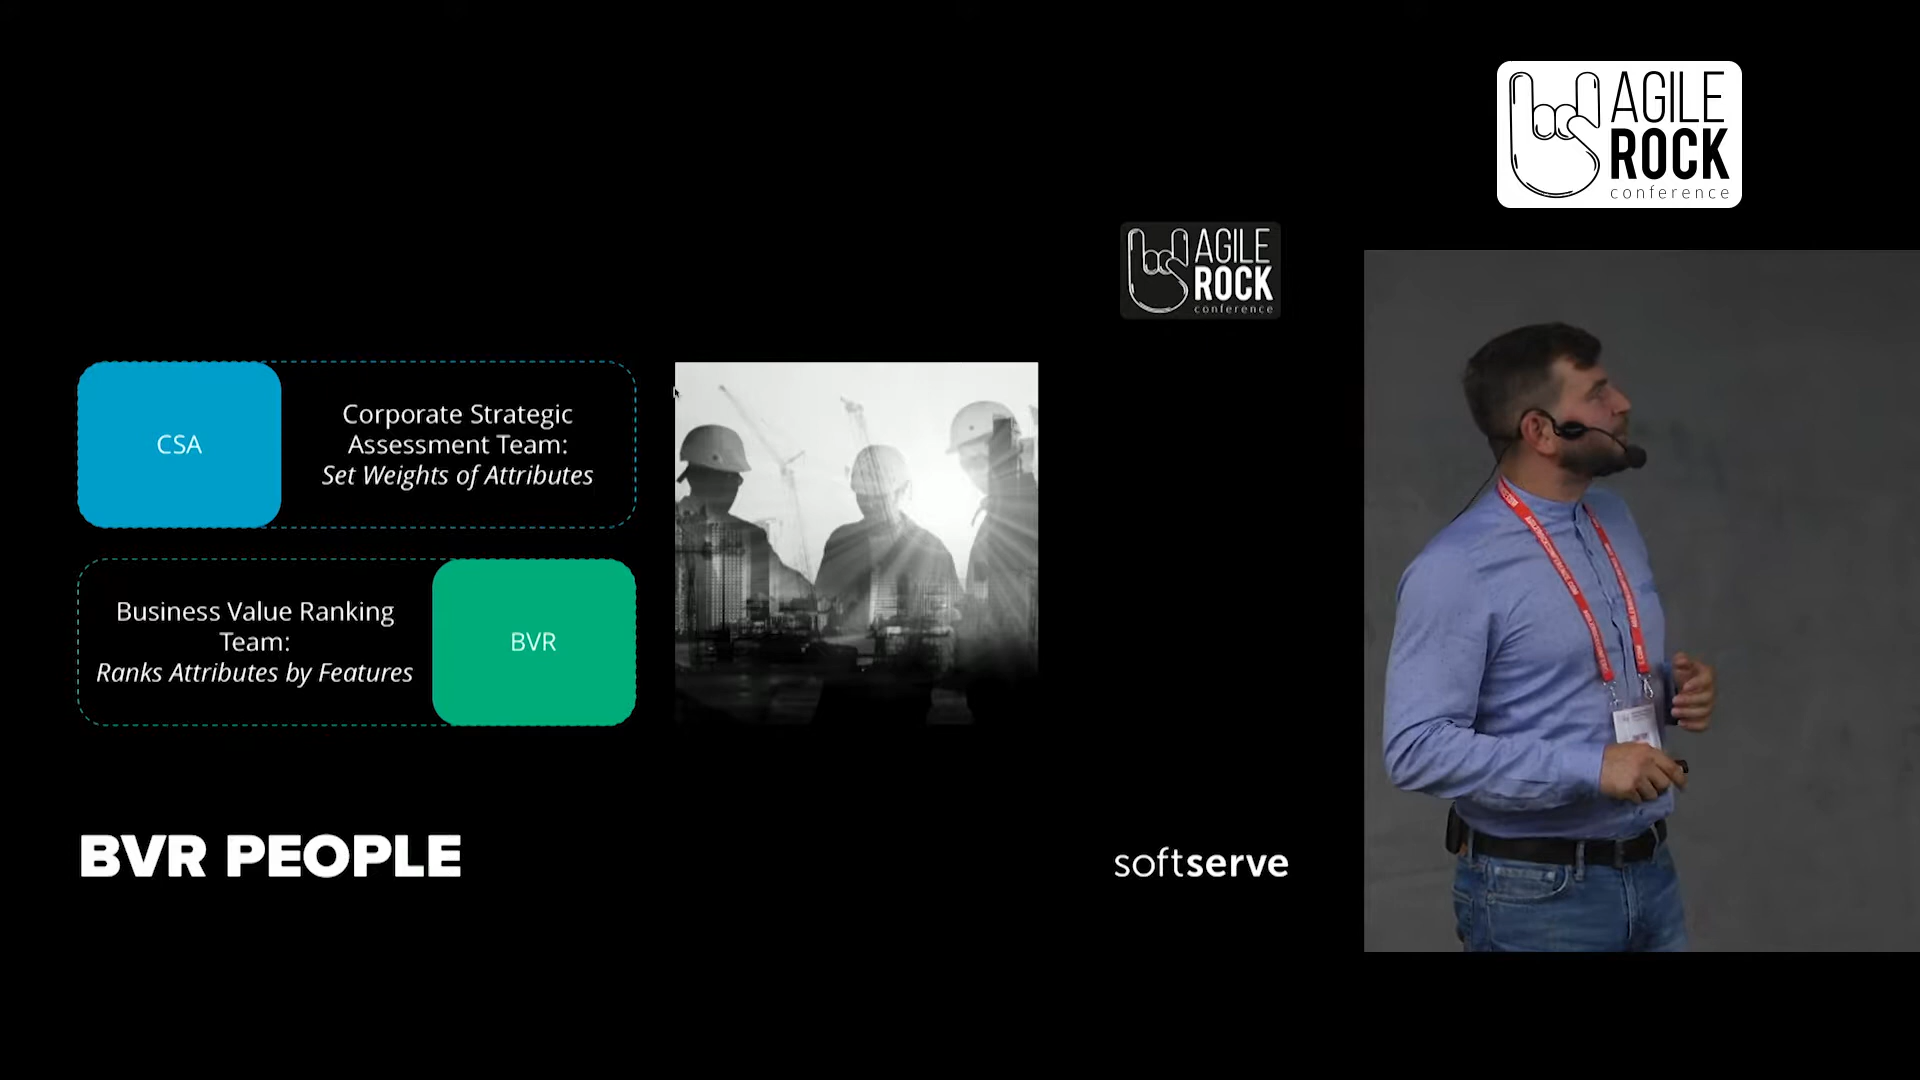 AGILE
ROCK
conference
AGILE
ROCK
conference
CSA
Corporate Strategic
Assessment Team:
Set Weights of Attributes
Business Value Ranking
Team:
Ranks Attributes by Features
BVR
BVR PEOPLE
softserve